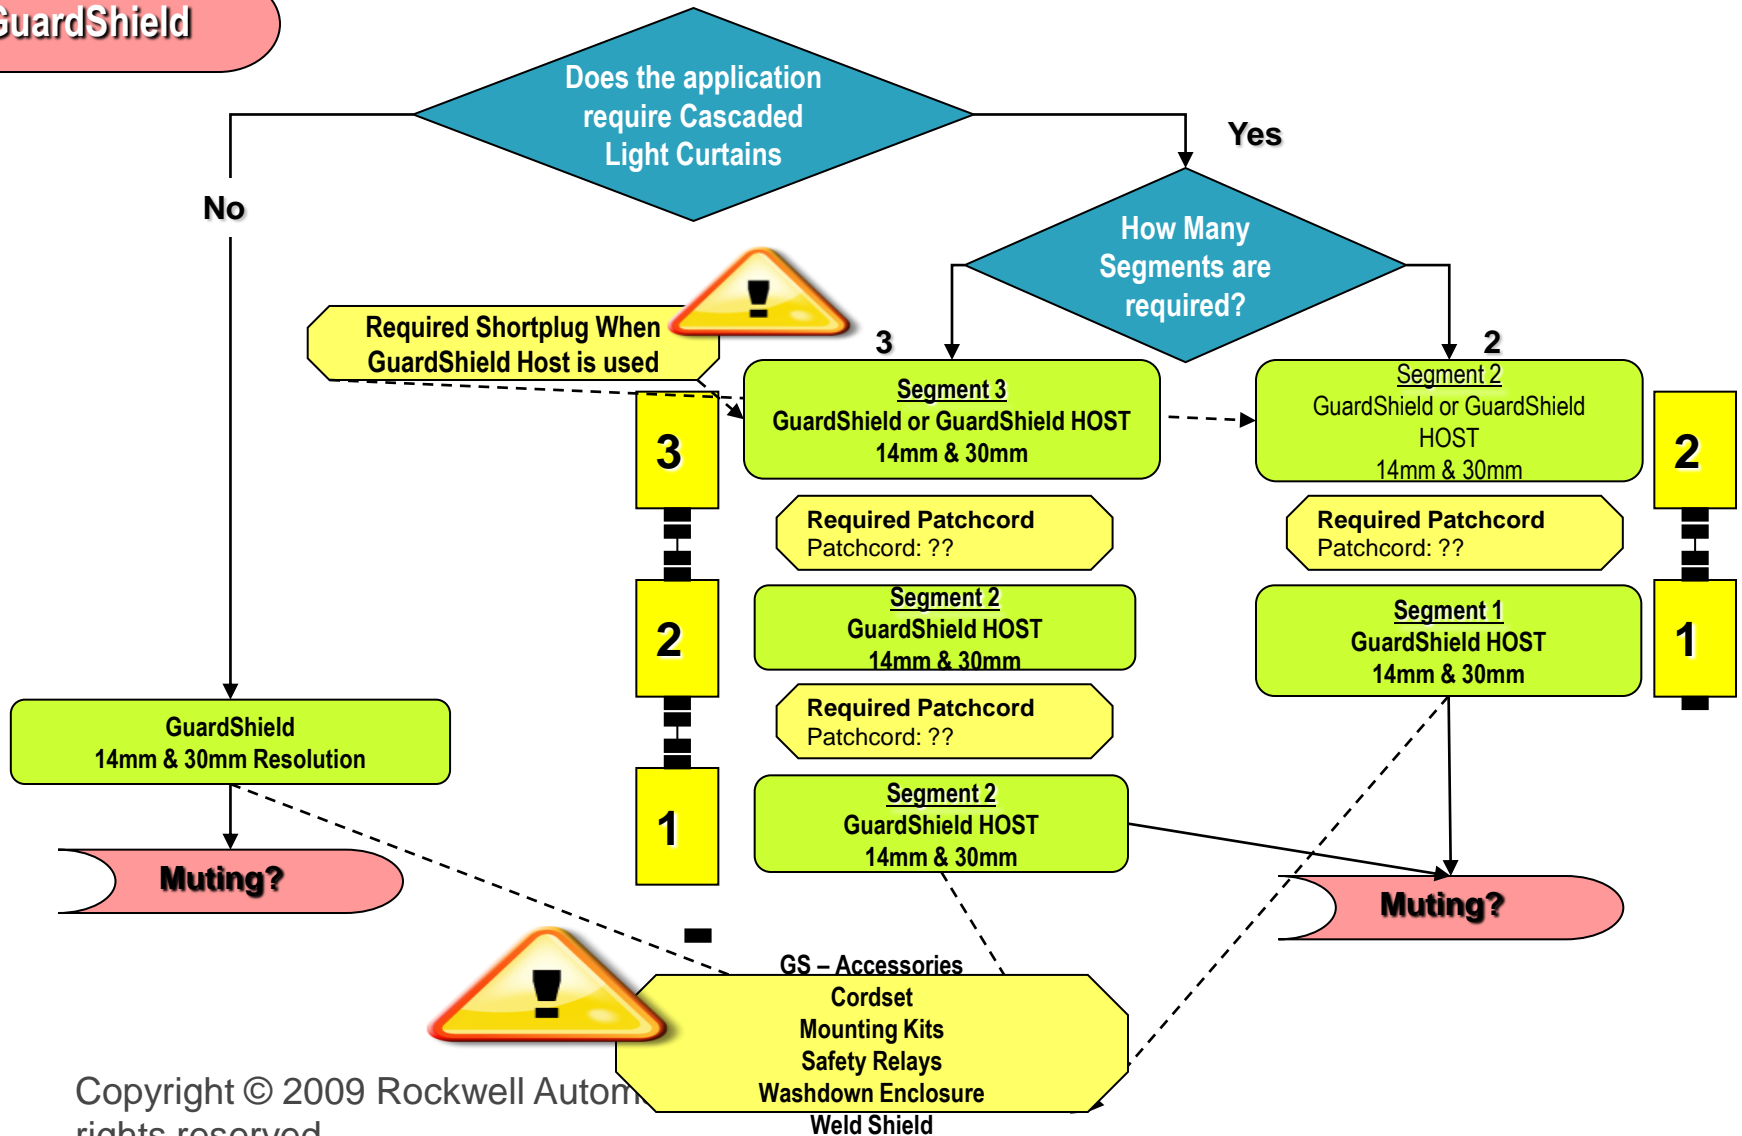 GuardShield
Does the application
require Cascaded
Light Curtains
Yes
No
How Many
Segments are
required?
Required Shortplug When
GuardShield Host is used
3
2
Segment 3
GuardShield or GuardShield HOST
14mm & 30mm
Segment 2
GuardShield or GuardShield
HOST
14mm & 30mm
3
2
Required Patchcord
Patchcord: ??
Required Patchcord
Patchcord: ??
Segment 2
GuardShield HOST
14mm & 30mm
2
Segment 1
GuardShield HOST
14mm & 30mm
1
Required Patchcord
Patchcord: ??
GuardShield
14mm & 30mm Resolution
Segment 2
GuardShield HOST
14mm & 30mm
1
Muting?
Muting?
GS – Accessories
Cordset
Mounting Kits
Safety Relays
Washdown Enclosure
Weld Shield
Copyright © 2009 Rockwell Autom
rights reserved